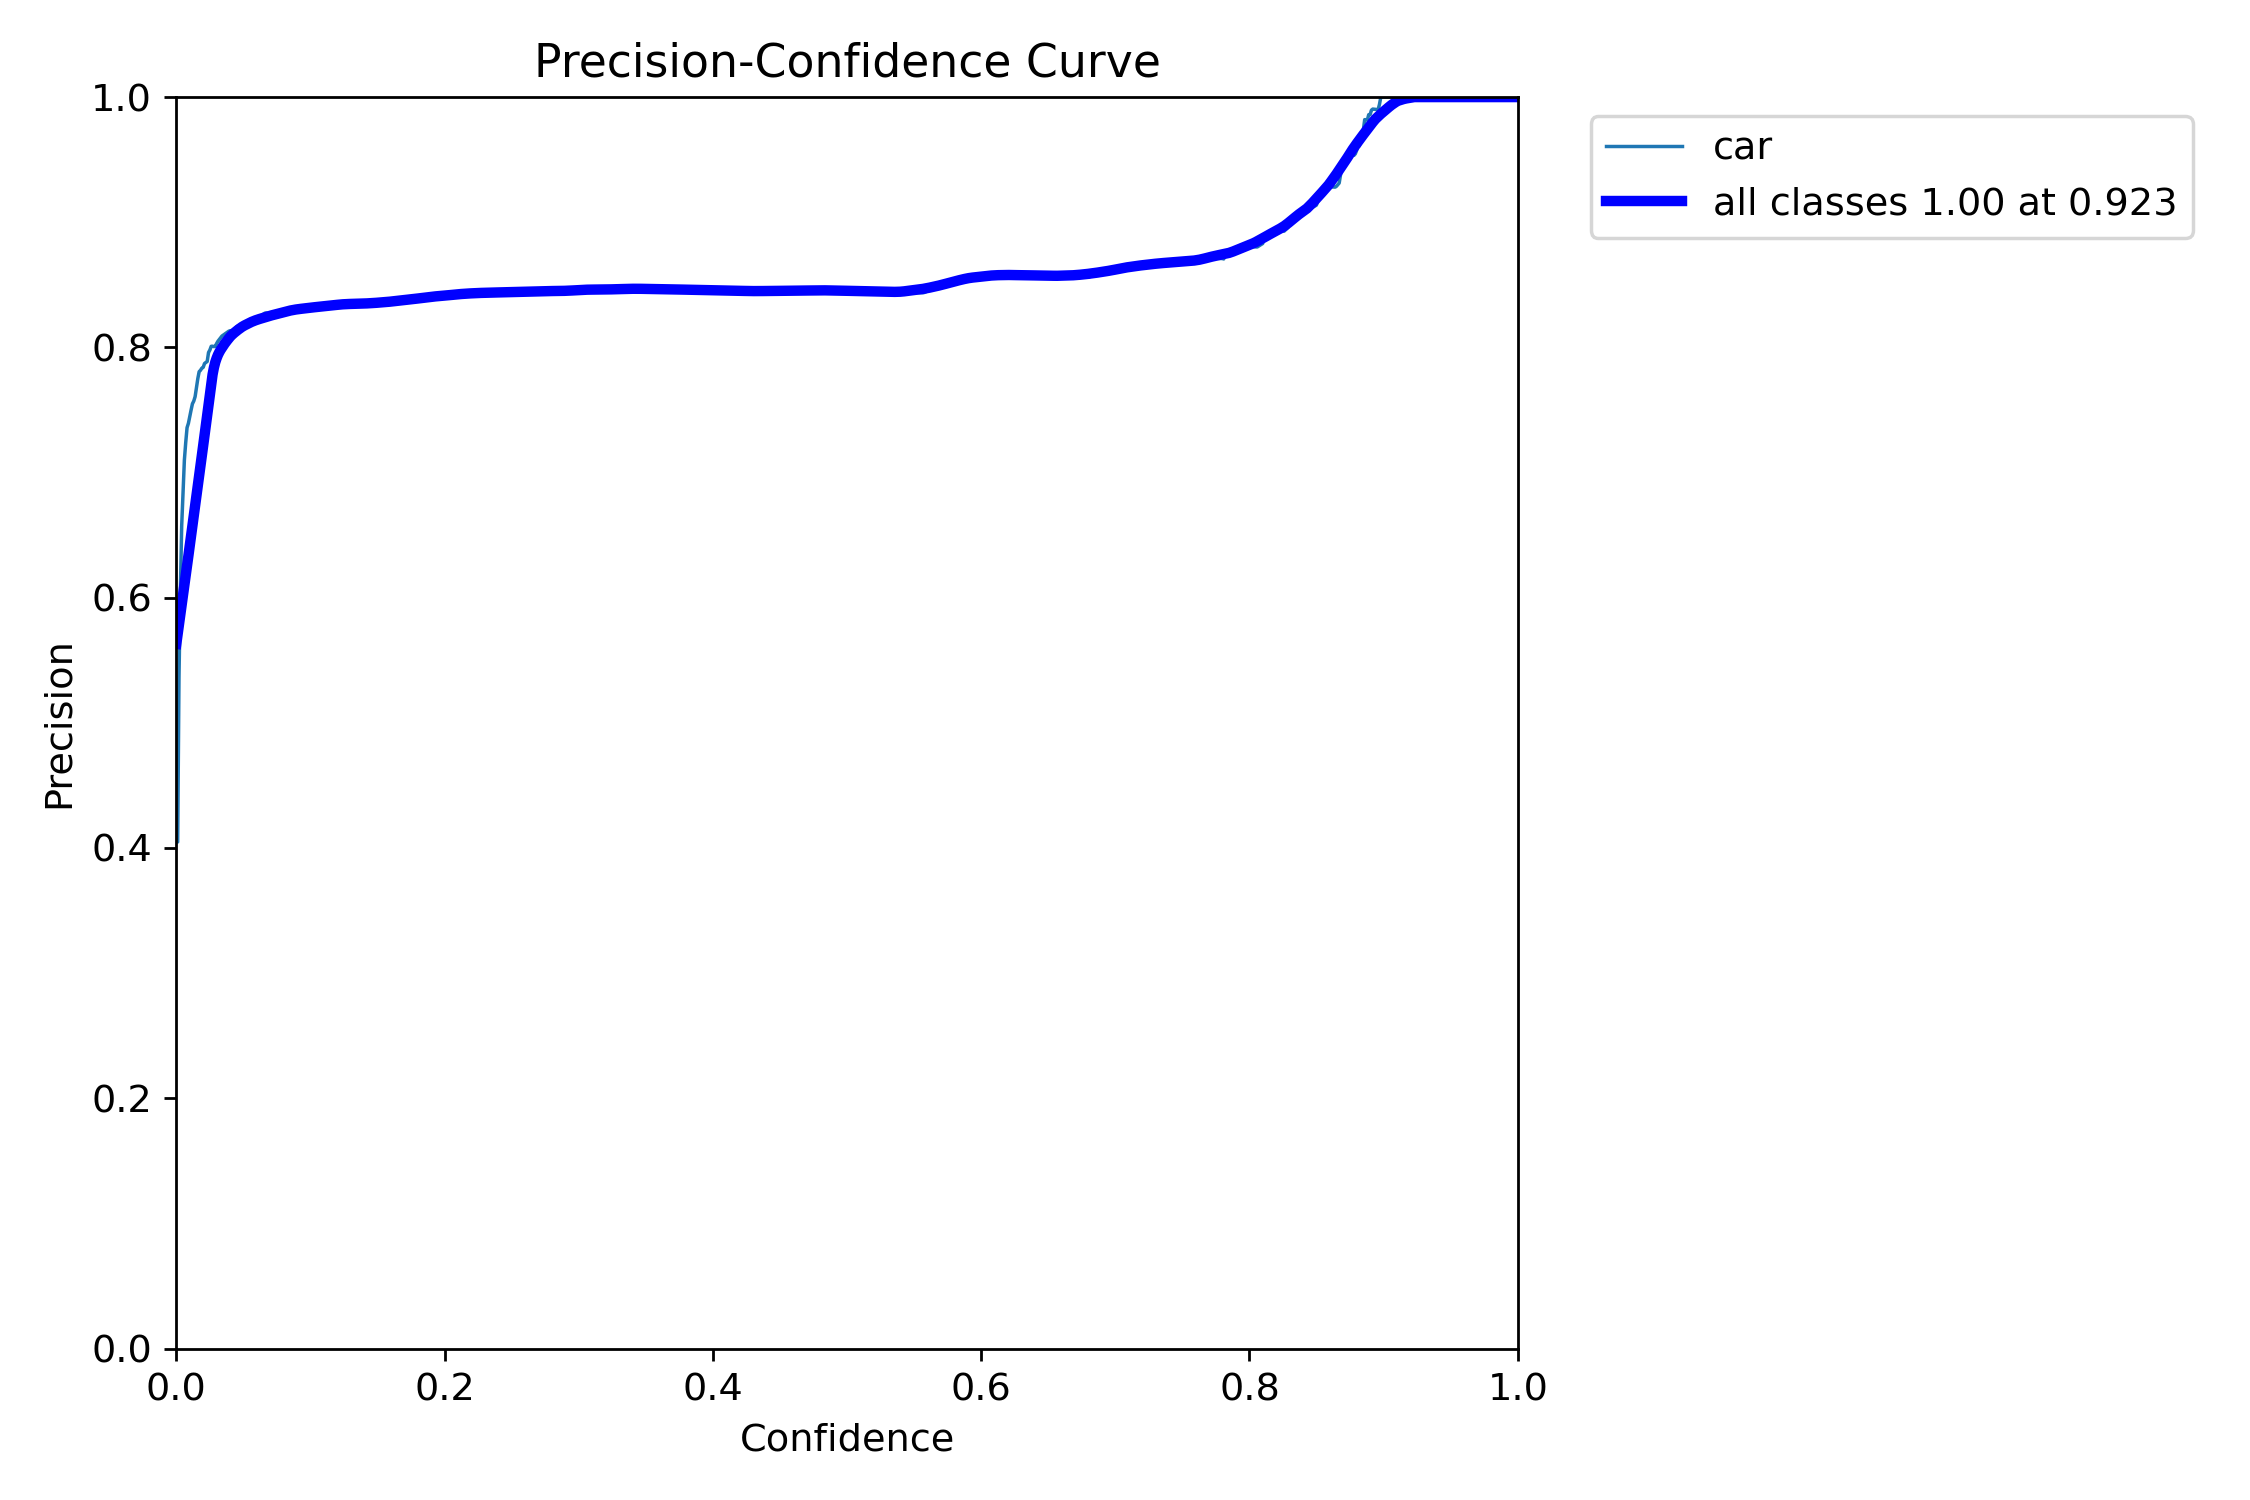 Precision-Confidence Curve
1.0
0.8
0.6
0.4
0.2
0.0
Precision
0.0 0.2 0.4 0.6 0.8 1.0
Confidence
car
all classes 1.00 at 0.923